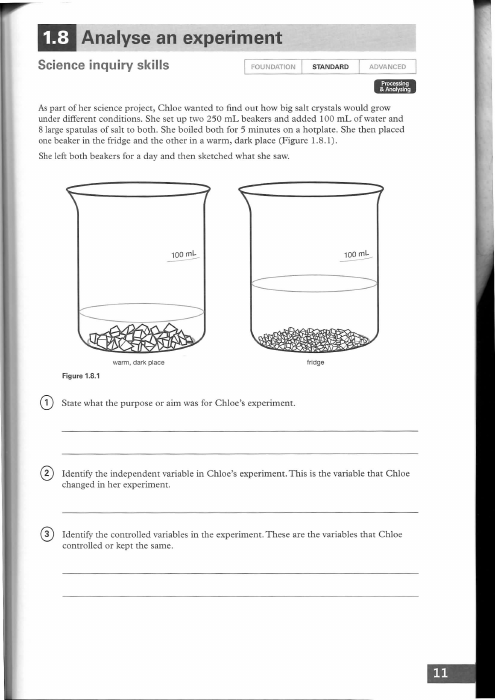 1.8 Analyse an experiment
Science inquiry skills
FOUNDATION STANDARD ADVANCED
Processing
& Analysing
As part of her science project, Chloe wanted to find out how big salt crystals would grow
under different conditions. She set up two 250 mL beakers and added 100 mL of water and
8 large spatulas of salt to both. She boiled both for 5 minutes on a hotplate. She then placed
one beaker in the fridge and the other in a warm, dark place (Figure 1.8.1).
She left both beakers for a day and then sketched what she saw.
100 mL
100 mL
warm, dark place
fridge
Figure 1.8.1
1 State what the purpose or aim was for Chloe's experiment.
2 Identify the independent variable in Chloe's experiment. This is the variable that Chloe
changed in her experiment.
3 Identify the controlled variables in the experiment. These are the variables that Chloe
controlled or kept the same.
11